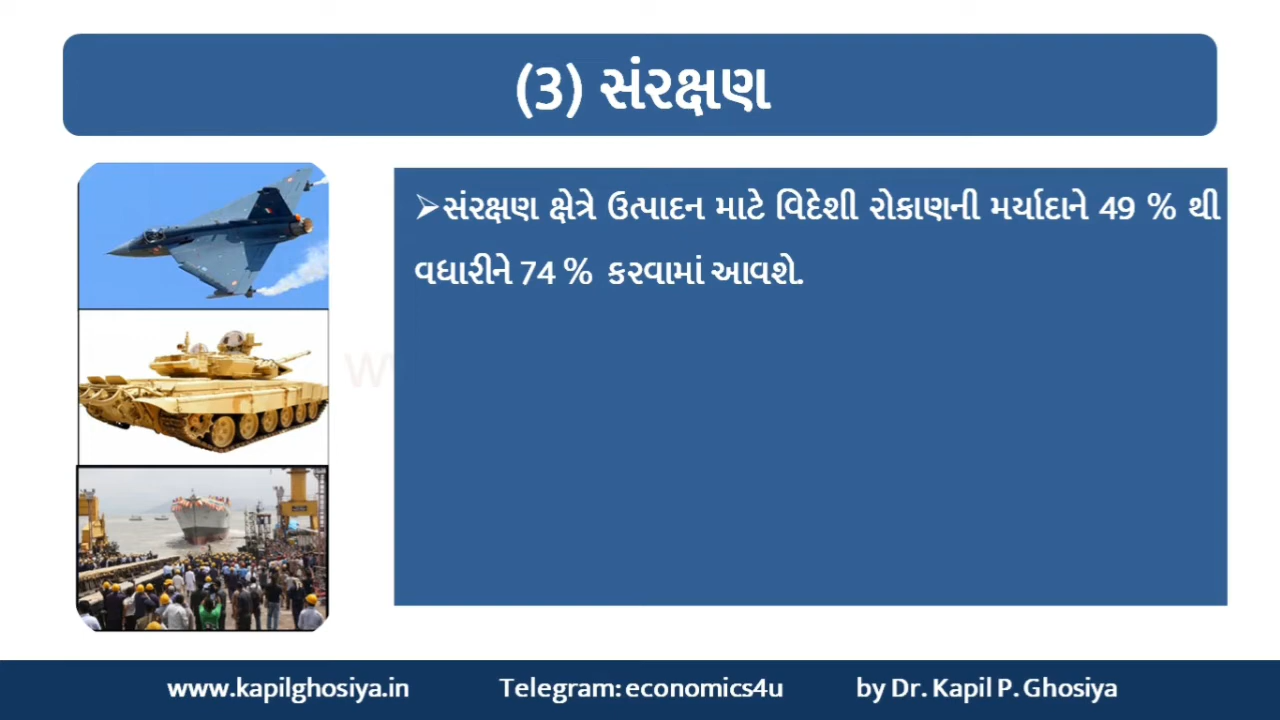 (3) સંરક્ષણ
➢સંરક્ષણ ક્ષેત્રે ઉત્પાદન માટે વિદેશી રોકાણની મર્યાદાને 49 % થી
વધારીને 74 % કરવામાં આવશે.
www.kapilghosiya.in Telegram: economics4u by Dr. Kapil P. Ghosiya